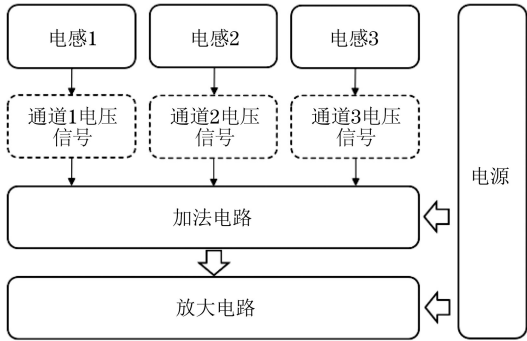 电感1
电感2
电感3
通道1电压
信号
通道2电压
信号
通道3电压
信号
加法电路
放大电路
电源